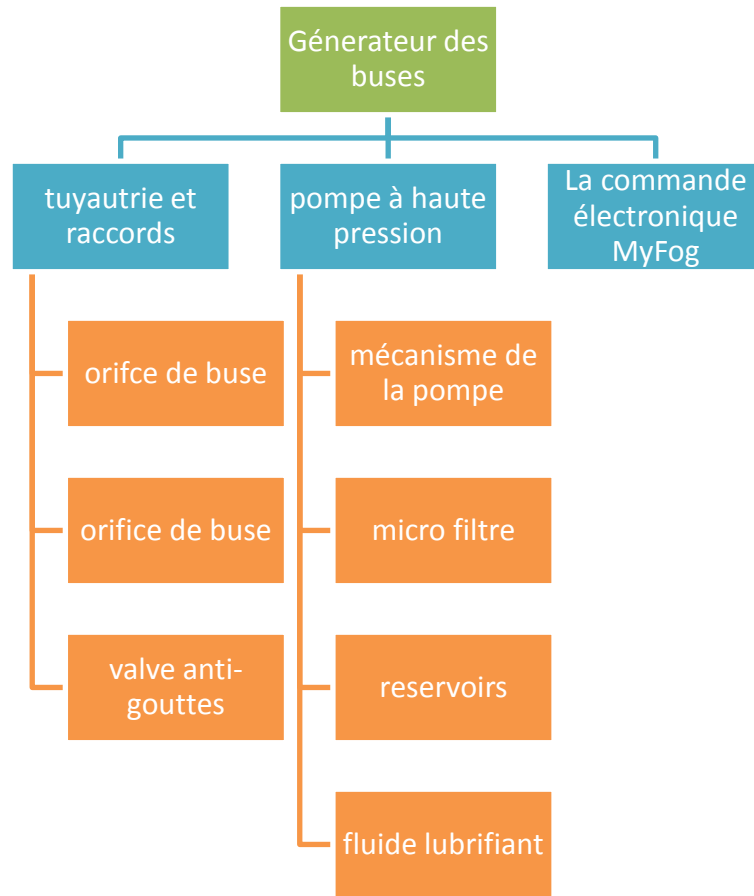 Génerateur des
buses
tuyautrie et
raccords
pompe à haute
pression
La commande
électronique
MyFog
orifce de buse
orifice de buse
valve anti-
gouttes
mécanisme de
la pompe
micro filtre
reservoirs
fluide lubrifiant